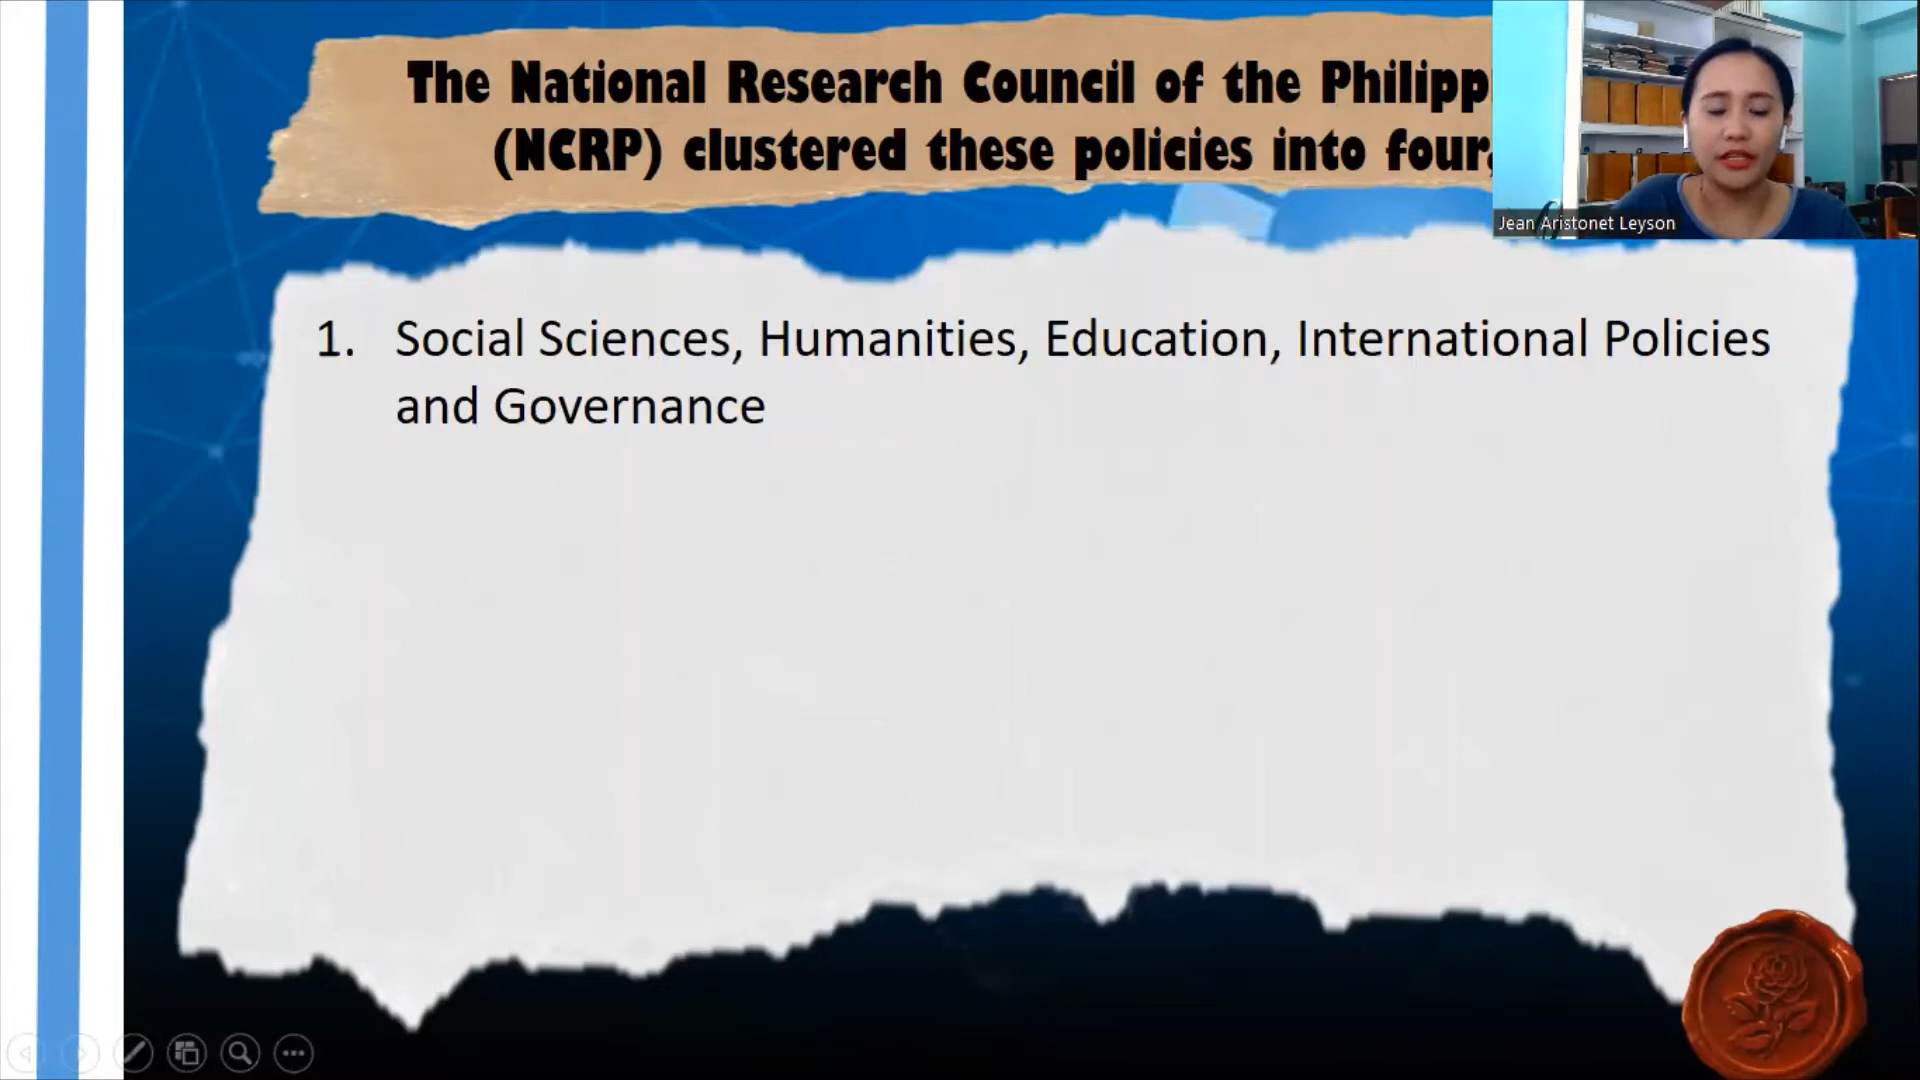 The National Research Council of the Philipp
(NCRP) clustered these policies into four,
Jean Aristonet Leyson
1. Social Sciences, Humanities, Education, International Policies
and Governance